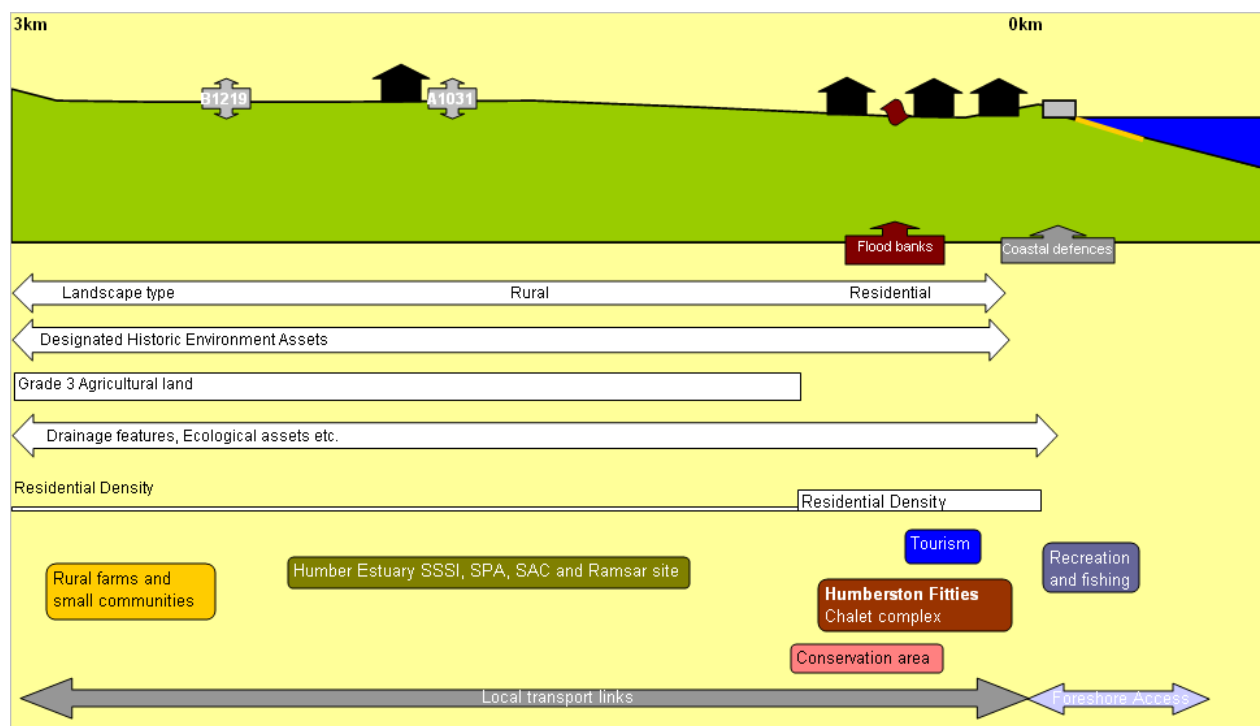 3km
0km
B1219
A1031
Flood banks
Coastal defences
Landscape type
Rural
Residential
Designated Historic Environment Assets
Grade 3 Agricultural land
Drainage features, Ecological assets etc.
Residential Density
Residential Density
Tourism
Recreation
and fishing
Rural farms and
small communities
Humber Estuary SSSI, SPA, SAC and Ramsar site
Humberston Fitties
Chalet complex
Conservation area
Local transport links
Foreshore Access